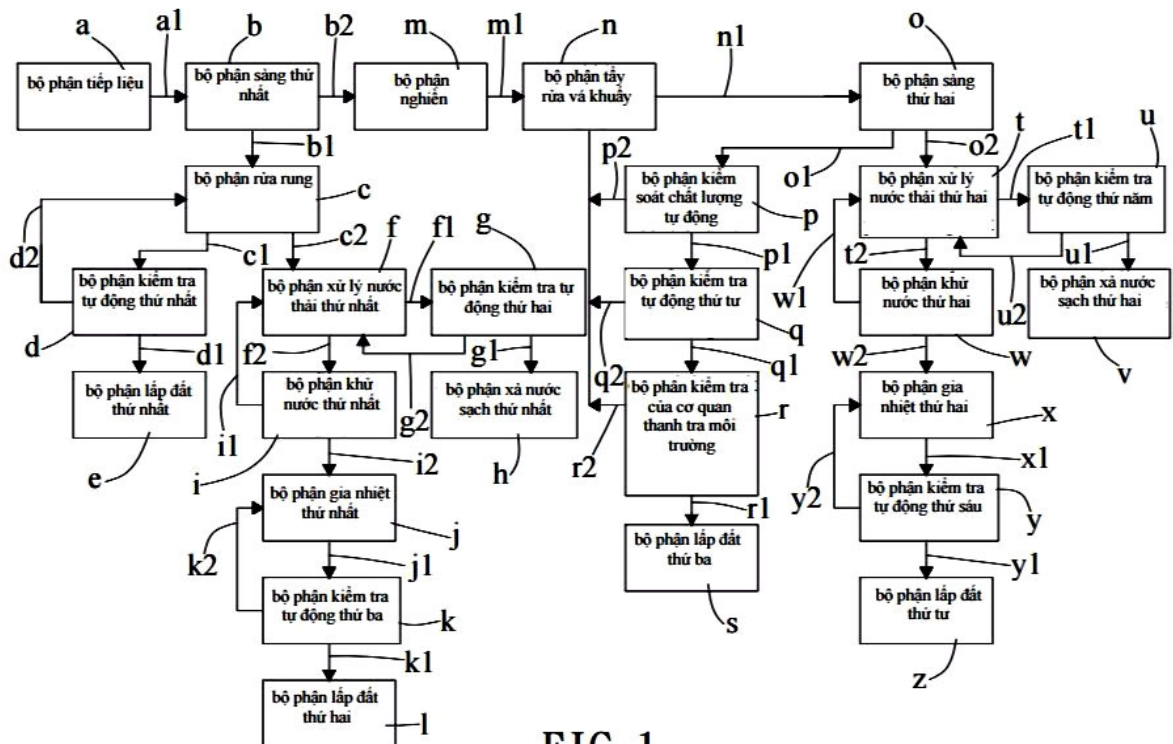 a
a1
b
b2
m
m1
n
n1
o
bộ phận tiếp liệu
bộ phận sàng thứ
nhất
bộ phận
nghiền
bộ phận tẩy
rửa vá khuấy
bộ phận sàng
thứ hai
b1
p2
o1
o2
t
t1
u
bộ phận rửa rung
c
bộ phận kiểm
soát chất lượng
tự động
p
bộ phận xử lý
nước thải thứ hai
bộ phận kiểm tra
tự động thứ năm
d2
c1
c2
f
f1
g
p1
w1
t2
u1
u2
bộ phận kiểm tra
tự động thứ nhất
bộ phận xử lý nước
thải thứ nhất
bộ phận kiểm tra tự
động thứ hai
bộ phận kiểm tra
tự động thứ tư
q
bộ phận khử
nước thứ hai
w
bộ phận xả nước
sạch thứ hai
v
d
d1
f2
g1
g2
q2
q1
w2
bộ phận lắp đất
thứ nhất
e
i1
bộ phận khử
nước thứ nhất
i
bộ phận xả nước
sạch thứ nhất
h
bộ phân kiểm tra
của cơ quan
thanh tra môi
trường
r
r2
bộ phận gia
nhiệt thứ hai
x
i2
x1
bộ phận gia nhiệt
thứ nhất
j
k2
j1
r1
y2
bộ phận kiểm tra
tự động thứ sáu
y
bộ phận lấp đất
thứ ba
s
y1
bộ phận kiểm tra
tự động thứ ba
k
bộ phận lấp đất
thứ tư
z
k1
bộ phận lấp đất
thứ hai
l
FIG 1